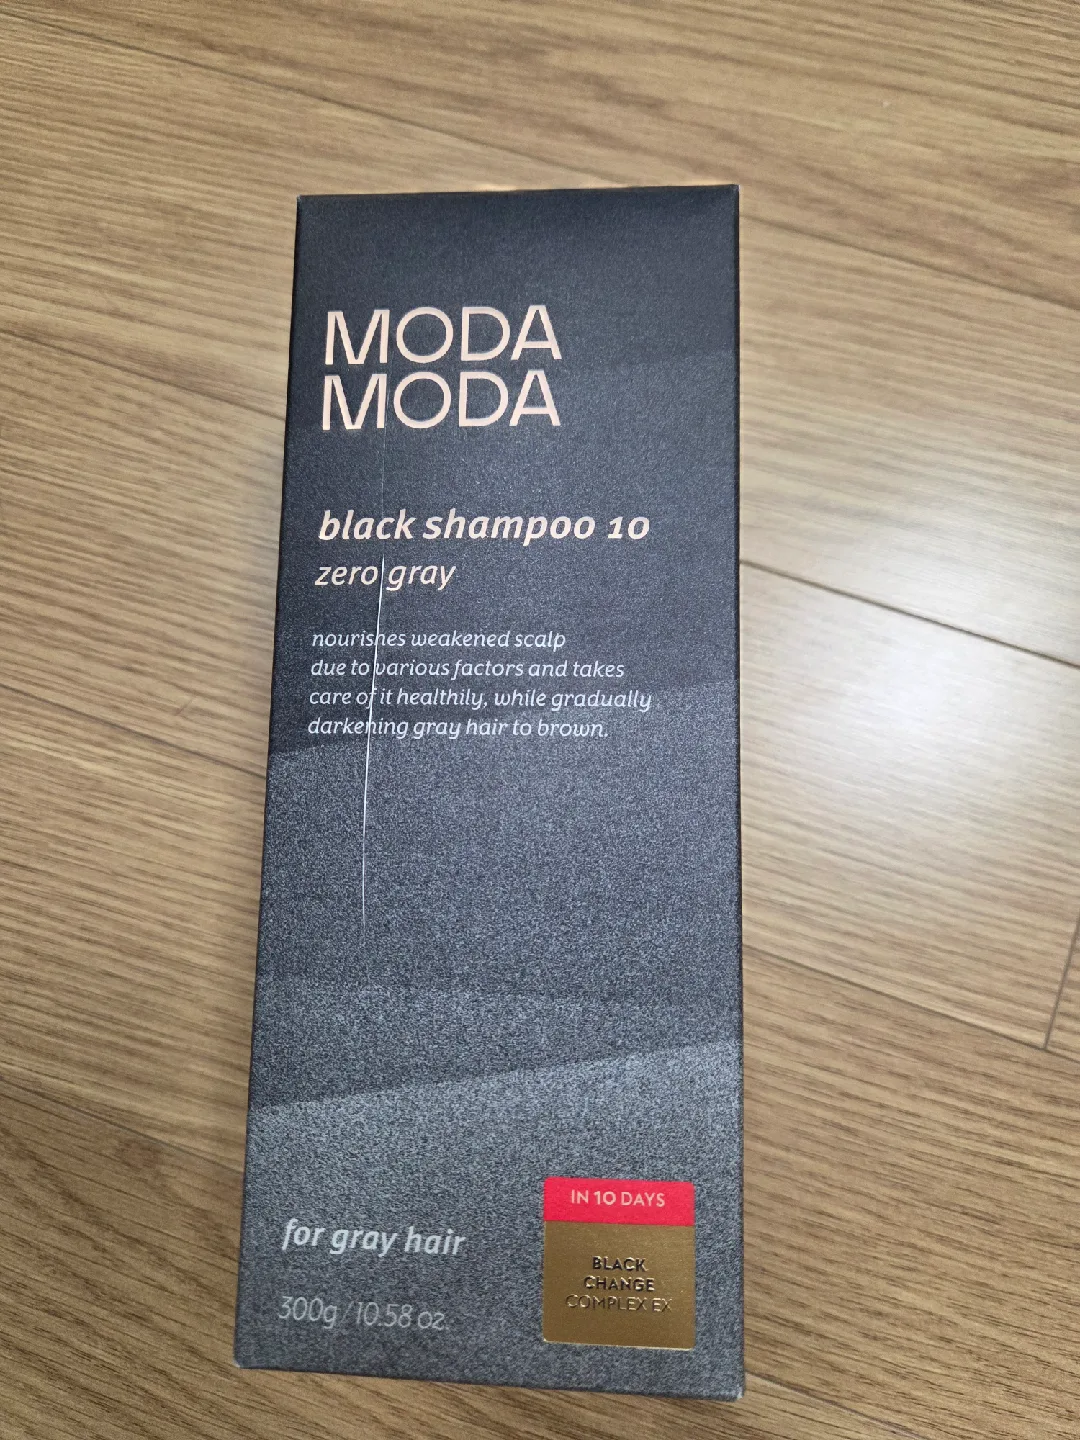 MODA
MODA
black shampoo 10
zero gray
nourishes weakened scalp
due to various factors and takes
care of it healthily, while gradually
darkening gray hair to brown.
IN 10 DAYS
BLACK
CHANGE
COMPLEX EX
for gray hair
300g / 10.58 oz.